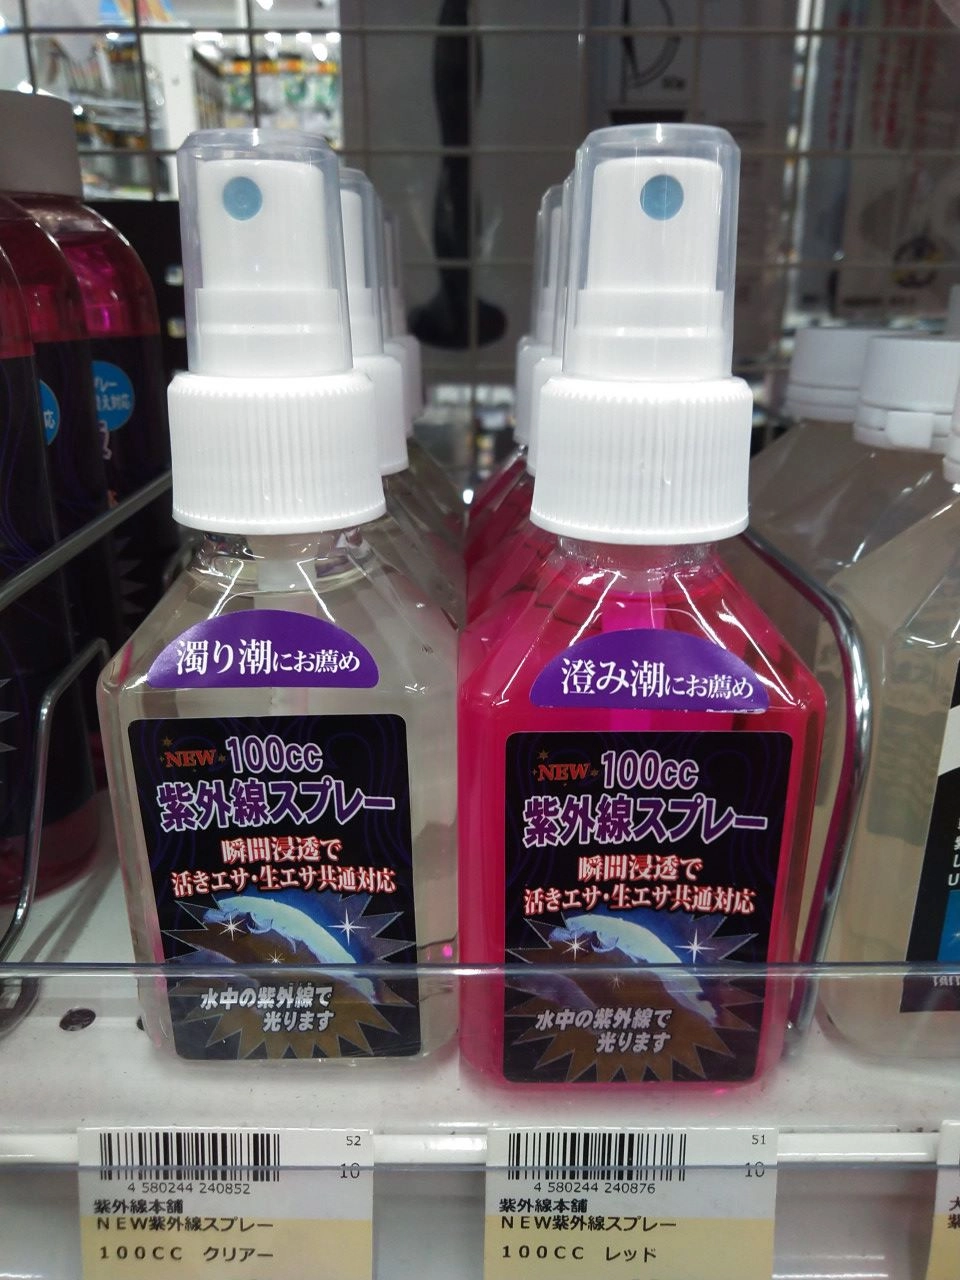 濁り潮にお薦め
NEW 100cc
紫外線スプレー
瞬間浸透で
活きエサ・生エサ共通対応
水中の紫外線で
光ります
澄み潮にお薦め
NEW 100cc
紫外線スプレー
瞬間浸透で
活きエサ・生エサ共通対応
水中の紫外線で
光ります
52
10
4 580244 240852
紫外線本舗
NEW紫外線スプレー
100CC クリアー
51
10
4 580244 240876
紫外線本舗
NEW紫外線スプレー
100CC レッド